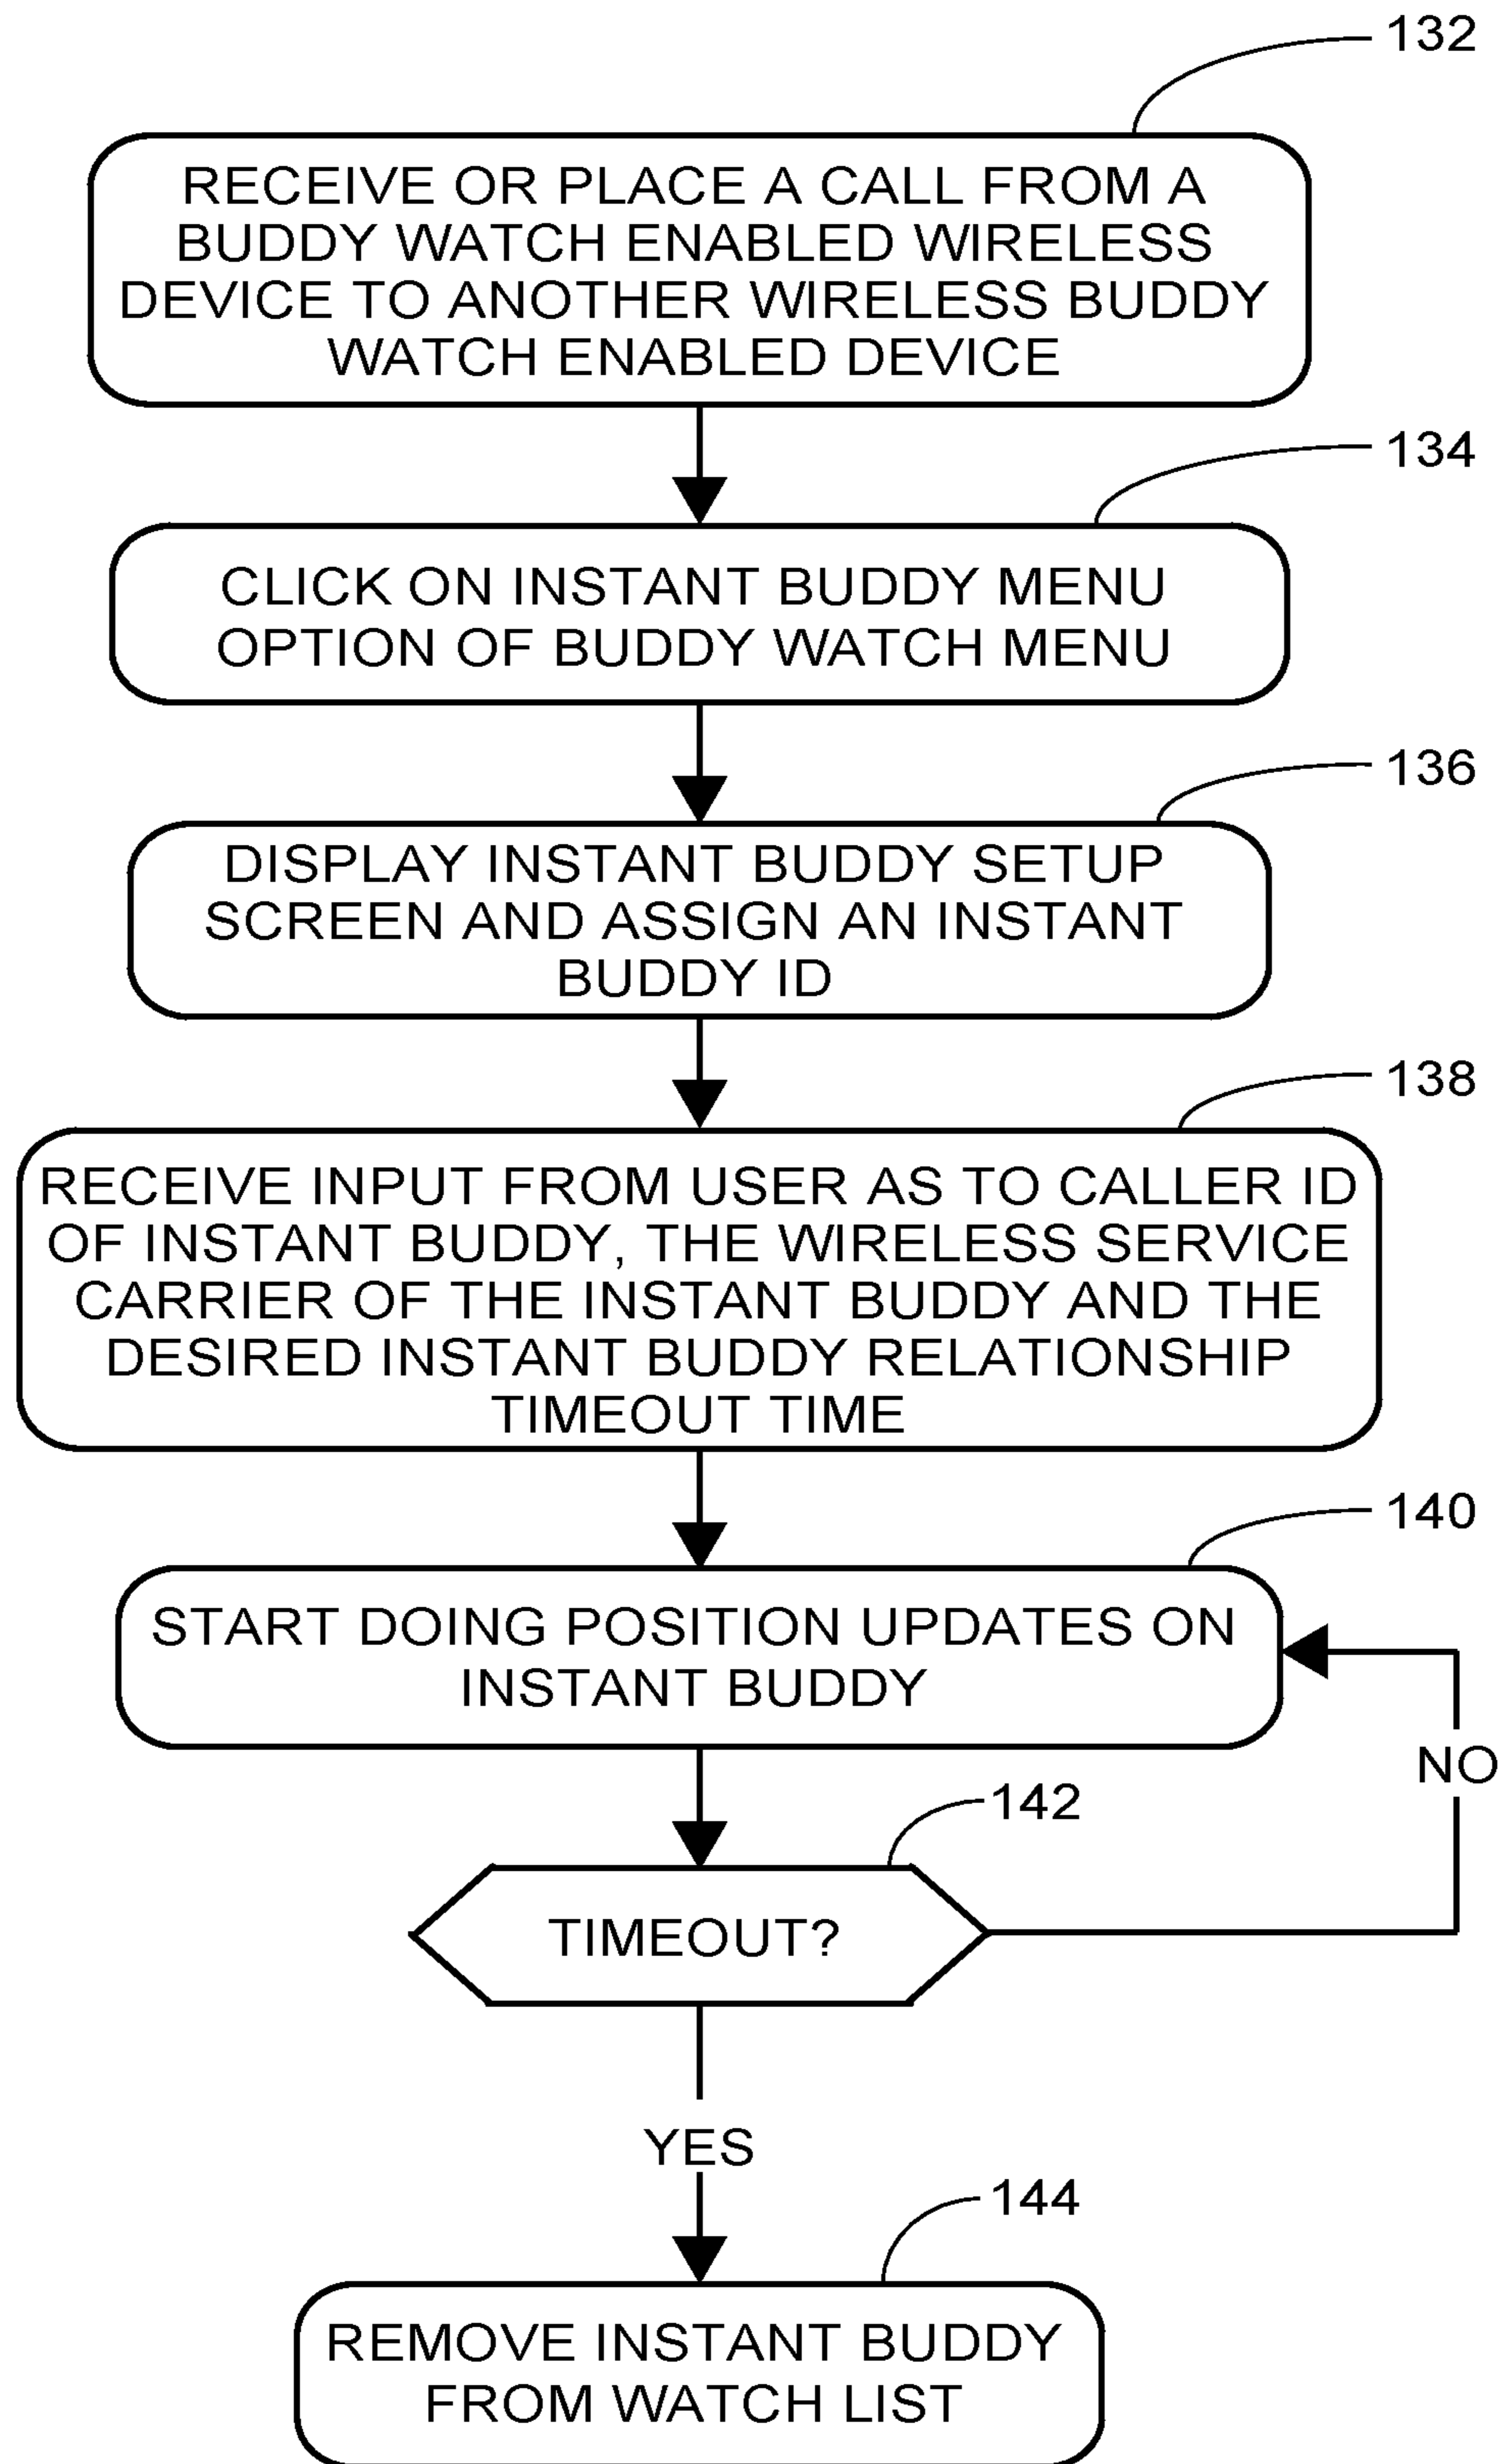 132
RECEIVE OR PLACE A CALL FROM A
BUDDY WATCH ENABLED WIRELESS
DEVICE TO ANOTHER WIRELESS BUDDY
WATCH ENABLED DEVICE
134
CLICK ON INSTANT BUDDY MENU
OPTION OF BUDDY WATCH MENU
136
DISPLAY INSTANT BUDDY SETUP
SCREEN AND ASSIGN AN INSTANT
BUDDY ID
138
RECEIVE INPUT FROM USER AS TO CALLER ID
OF INSTANT BUDDY, THE WIRELESS SERVICE
CARRIER OF THE INSTANT BUDDY AND THE
DESIRED INSTANT BUDDY RELATIONSHIP
TIMEOUT TIME
140
START DOING POSITION UPDATES ON
INSTANT BUDDY
NO
142
TIMEOUT?
YES
144
REMOVE INSTANT BUDDY
FROM WATCH LIST